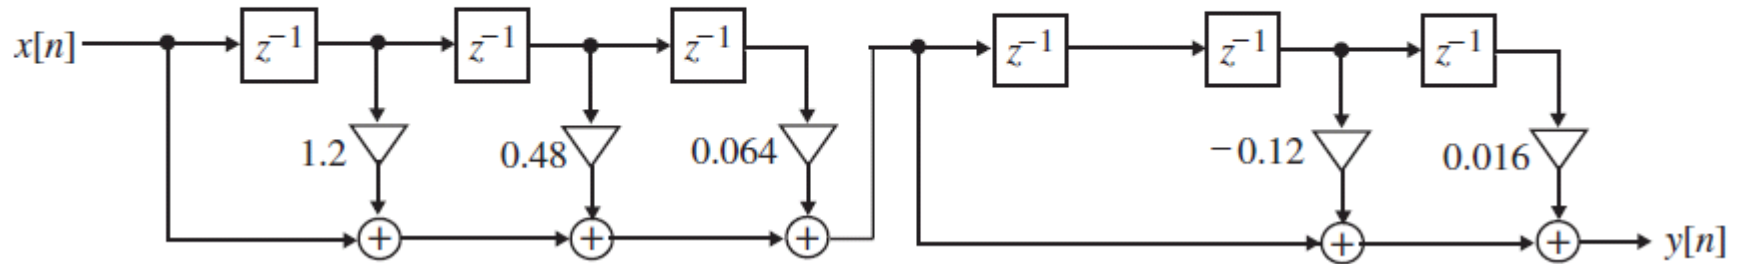 x[n] z⁻¹ z⁻¹ z⁻¹ z⁻¹ z⁻¹ z⁻¹
1.2 0.48 0.064 −0.12 0.016
+ + + + + y[n]